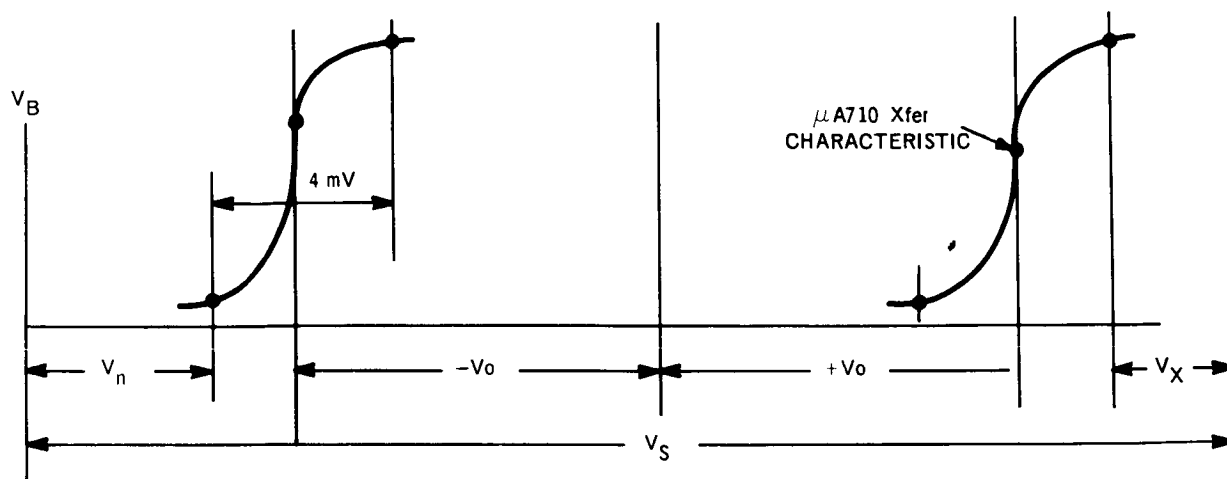 V_B
μA710 Xfer
CHARACTERISTIC
4 mV
V_n
-Vo
+Vo
V_X
V_S